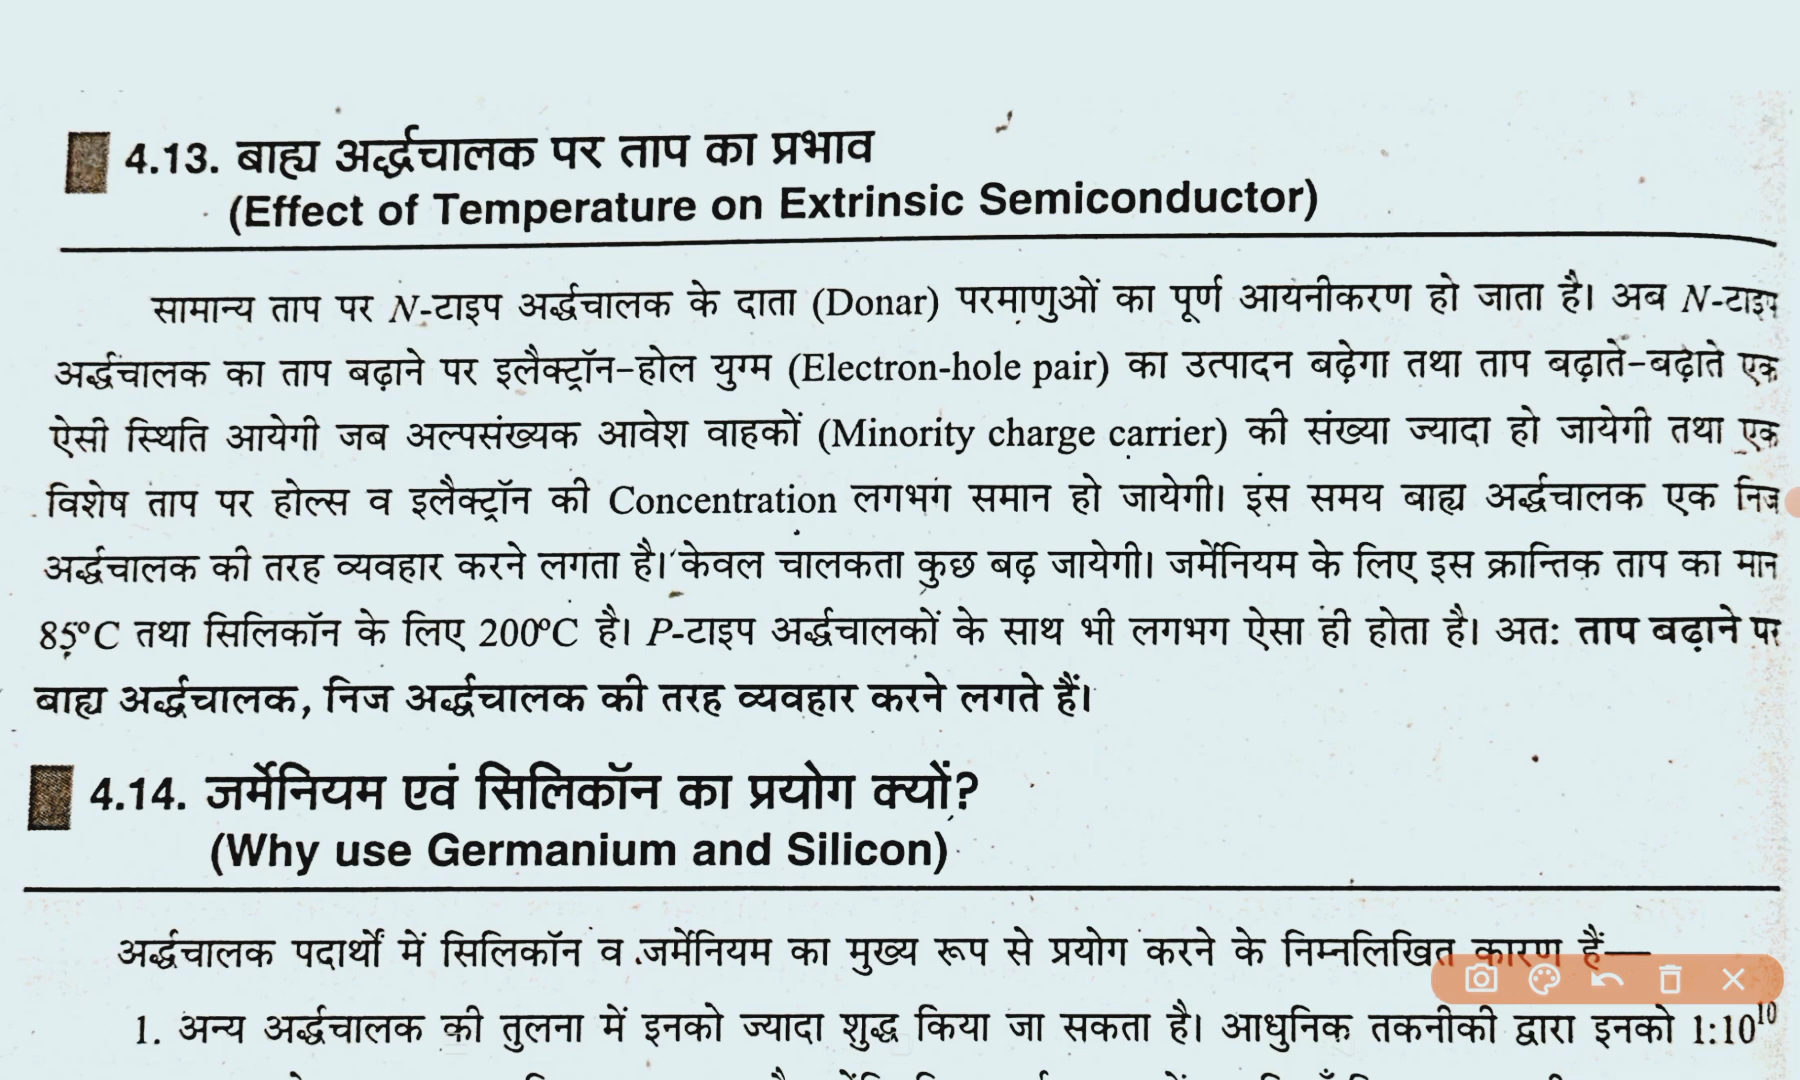 4.13. बाह्य अर्द्धचालक पर ताप का प्रभाव
(Effect of Temperature on Extrinsic Semiconductor)
सामान्य ताप पर N-टाइप अर्द्धचालक के दाता (Donar) परमाणुओं का पूर्ण आयनीकरण हो जाता है। अब N-टाइप
अर्द्धचालक का ताप बढ़ाने पर इलैक्ट्रॉन-होल युग्म (Electron-hole pair) का उत्पादन बढ़ेगा तथा ताप बढ़ाते-बढ़ाते एक
ऐसी स्थिति आयेगी जब अल्पसंख्यक आवेश वाहकों (Minority charge carrier) की संख्या ज्यादा हो जायेगी तथा एक
विशेष ताप पर होल्स व इलैक्ट्रॉन की Concentration लगभग समान हो जायेगी। इस समय बाह्य अर्द्धचालक एक निज
अर्द्धचालक की तरह व्यवहार करने लगता है। केवल चालकता कुछ बढ़ जायेगी। जर्मेनियम के लिए इस क्रान्तिक ताप का मान
85°C तथा सिलिकॉन के लिए 200°C है। P-टाइप अर्द्धचालकों के साथ भी लगभग ऐसा ही होता है। अतः ताप बढ़ाने पर
बाह्य अर्द्धचालक, निज अर्द्धचालक की तरह व्यवहार करने लगते हैं।
4.14. जर्मेनियम एवं सिलिकॉन का प्रयोग क्यों?
(Why use Germanium and Silicon)
अर्द्धचालक पदार्थों में सिलिकॉन व जर्मेनियम का मुख्य रूप से प्रयोग करने के निम्नलिखित कारण हैं—
1. अन्य अर्द्धचालक की तुलना में इनको ज्यादा शुद्ध किया जा सकता है। आधुनिक तकनीकी द्वारा इनको 1:10¹⁰